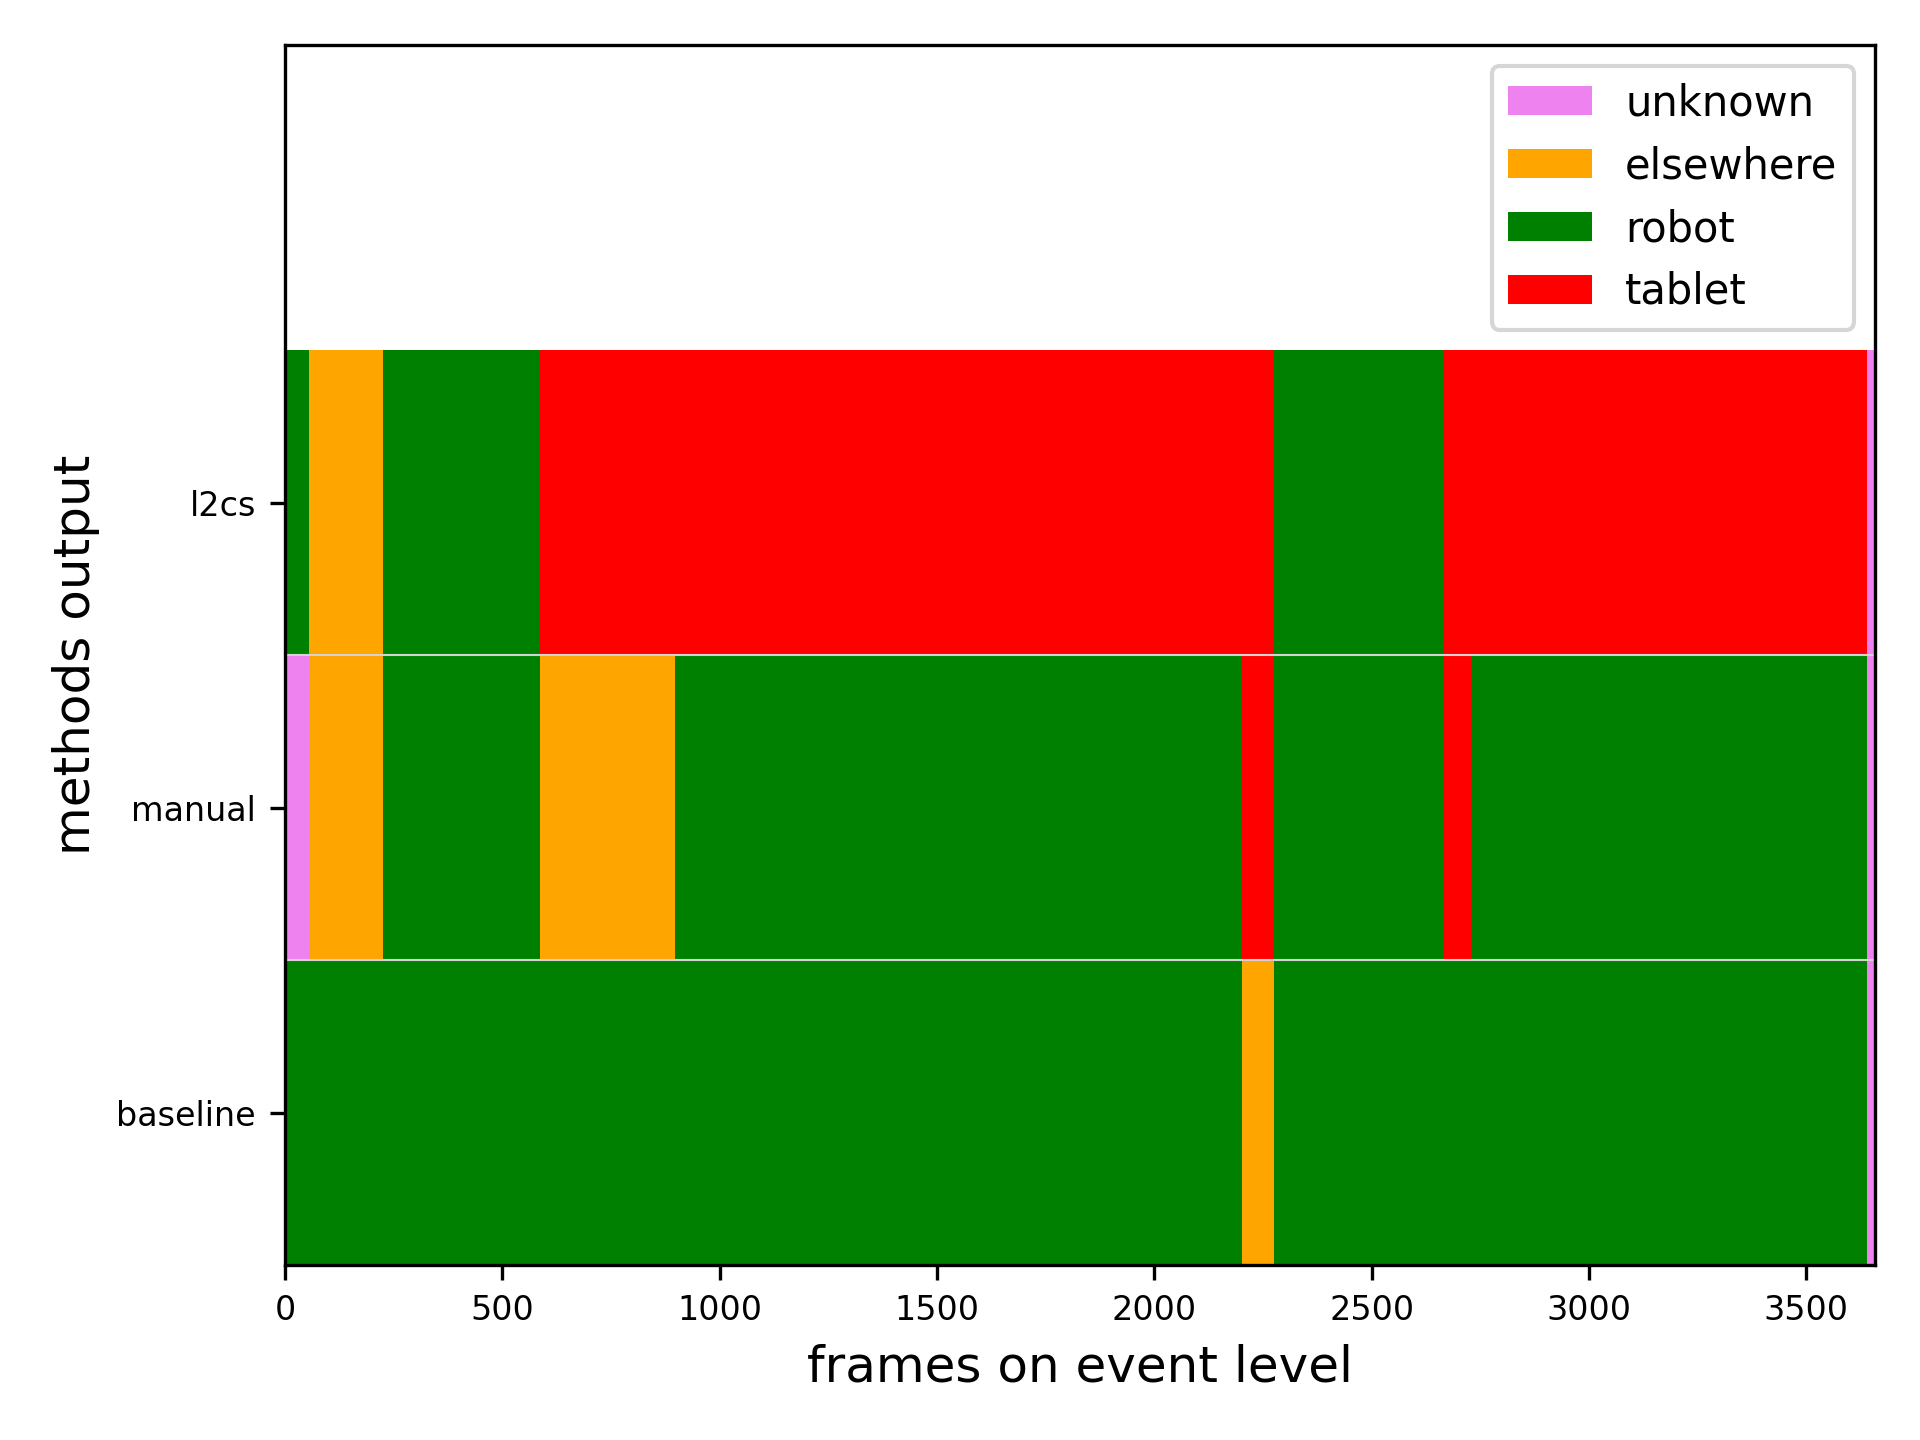 unknown
elsewhere
robot
tablet
methods output
l2cs
manual
baseline
0 500 1000 1500 2000 2500 3000 3500
frames on event level